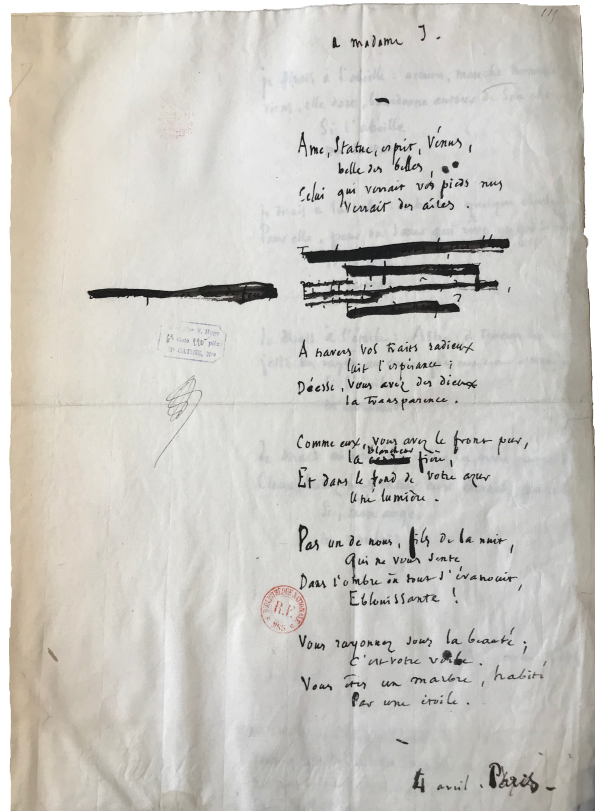 111
a madame J.
Ame, statue, esprit, Vénus,
belle des belles,
Celui qui verrait vos pieds nus
Verrait des ailes.
A travers vos traits radieux
luit l'espérance ;
Déesse, vous avez des dieux
la transparence.
Comme eux, vous avez le front pur,
la blancheur fière,
Et dans le fond de votre azur
Une lumière.
Pas un de nous, fils de la nuit,
Qui ne vous sente
Dans l'ombre où tout s'évanouit,
Eblouissante !
Vous rayonnez sous la beauté ;
C'est votre voile.
Vous êtes un marbre, habité
Par une étoile.
4 avril. Paris.
BIBLIOTHEQUE NATIONALE
R.F.